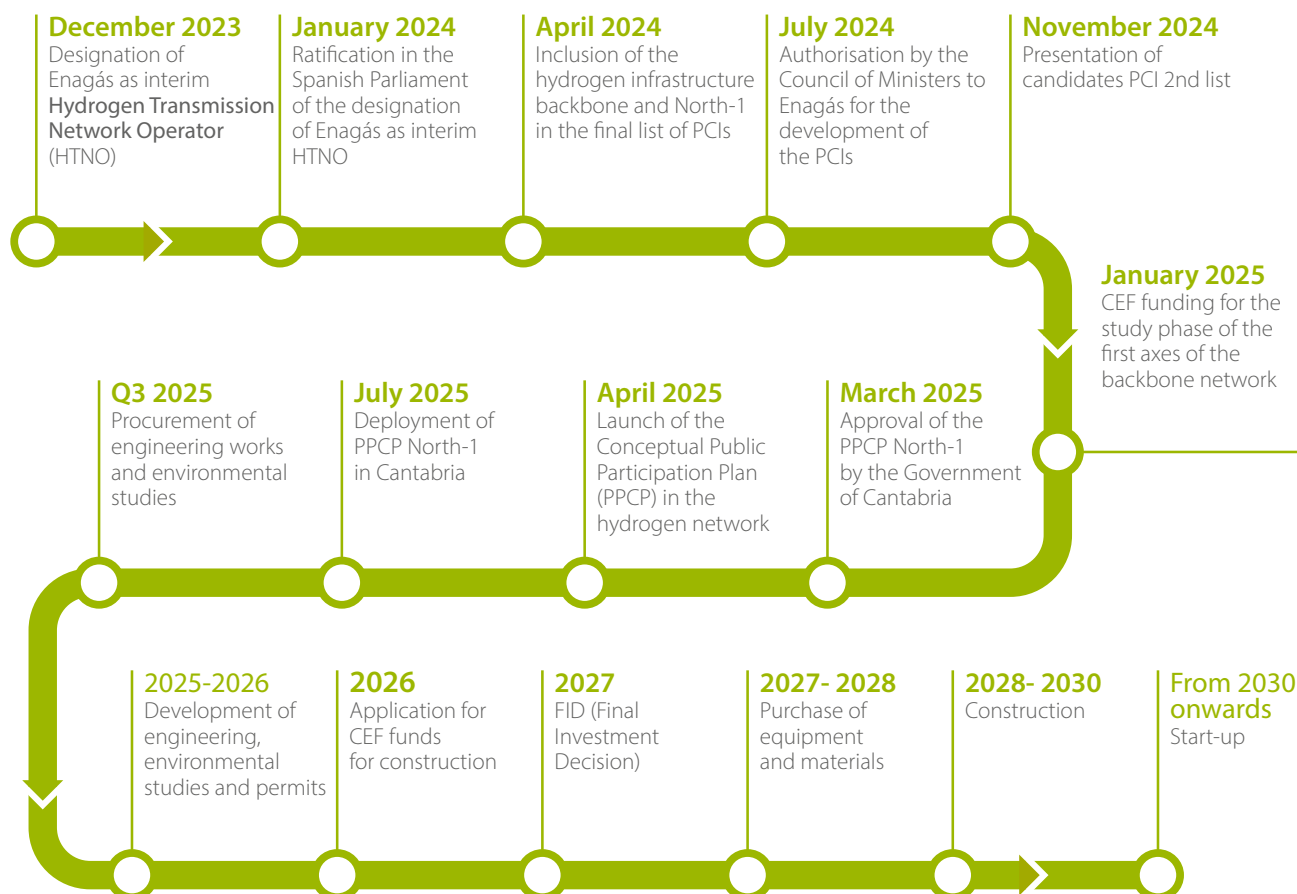 December 2023
Designation of
Enagás as interim
Hydrogen Transmission
Network Operator
(HTNO)
January 2024
Ratification in the
Spanish Parliament
of the designation
of Enagás as interim
HTNO
April 2024
Inclusion of the
hydrogen infrastructure
backbone and North-1
in the final list of PCIs
July 2024
Authorisation by the
Council of Ministers to
Enagás for the
development of
the PCIs
November 2024
Presentation of
candidates PCI 2nd list
January 2025
CEF funding for the
study phase of the
first axes of the
backbone network
March 2025
Approval of the
PPCP North-1
by the Government
of Cantabria
April 2025
Launch of the
Conceptual Public
Participation Plan
(PPCP) in the
hydrogen network
July 2025
Deployment of
PPCP North-1
in Cantabria
Q3 2025
Procurement of
engineering works
and environmental
studies
2025-2026
Development of
engineering,
environmental
studies and permits
2026
Application for
CEF funds
for construction
2027
FID (Final
Investment
Decision)
2027- 2028
Purchase of
equipment
and materials
2028- 2030
Construction
From 2030
onwards
Start-up